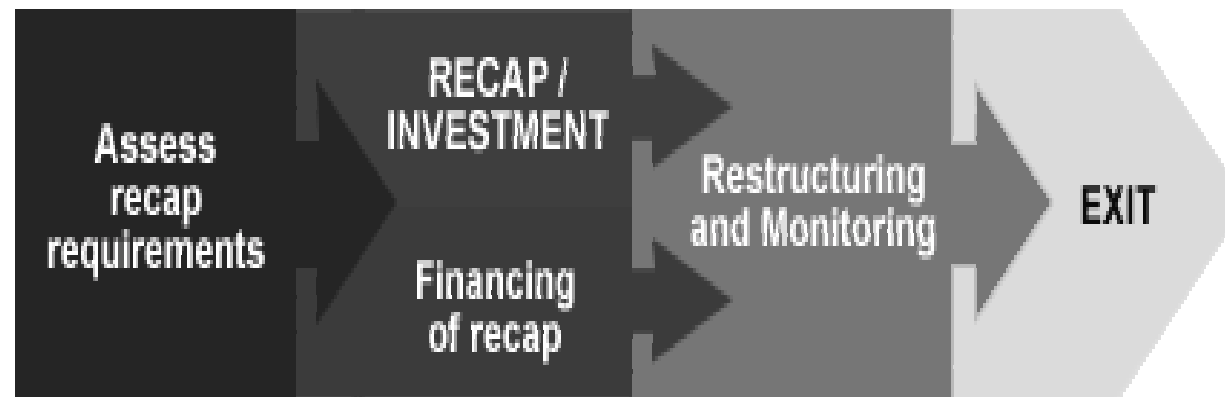 Assess
recap
requirements
RECAP /
INVESTMENT
Financing
of recap
Restructuring
and Monitoring
EXIT